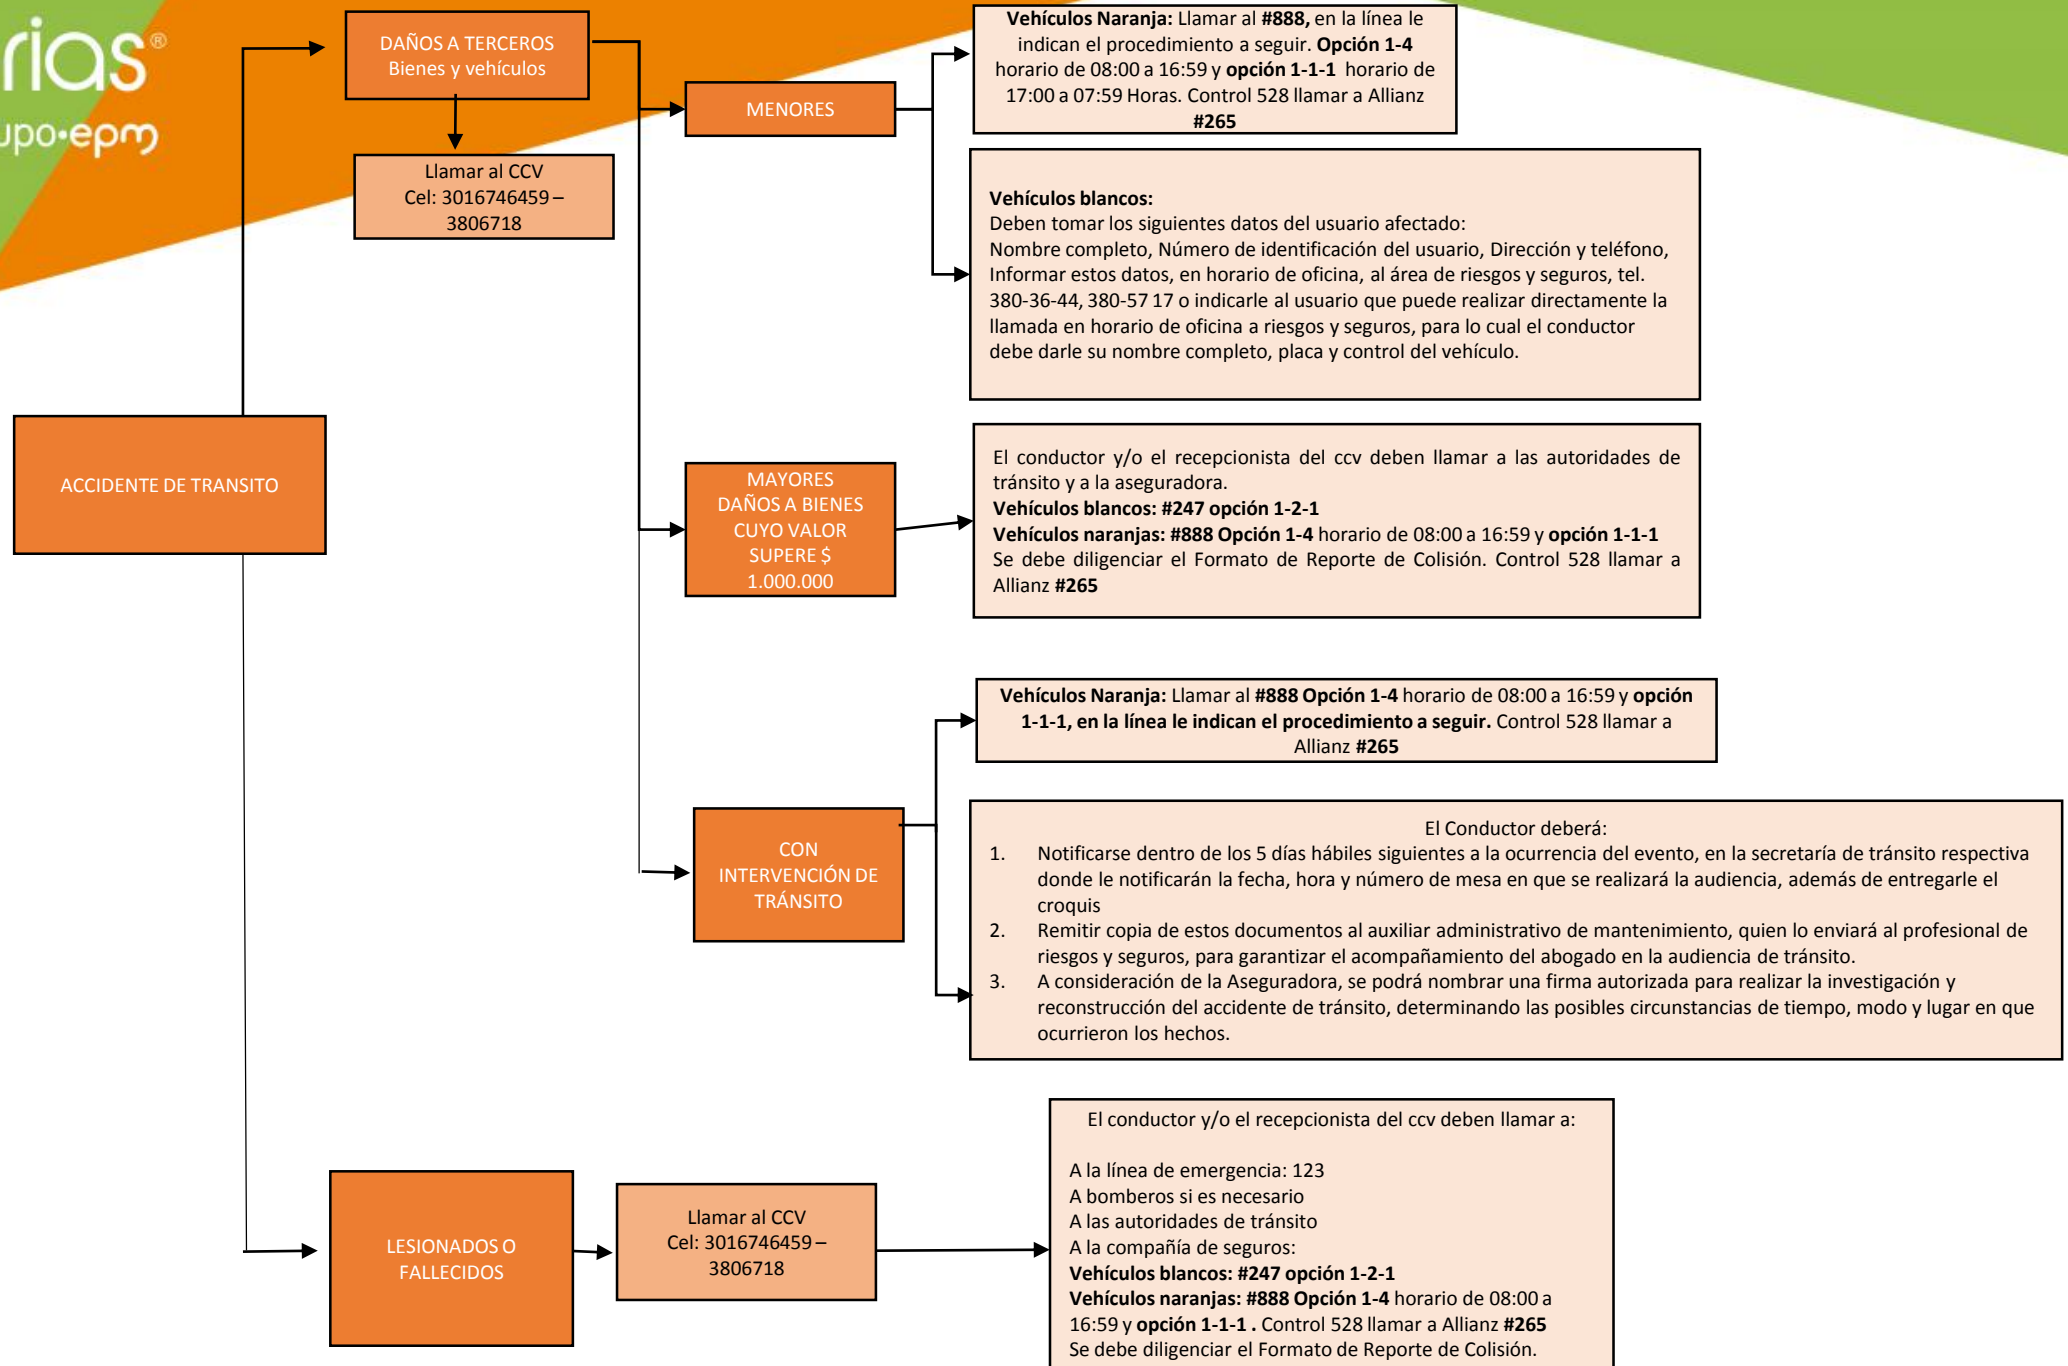 rias®
upo•epm
DAÑOS A TERCEROS
Bienes y vehículos
Llamar al CCV
Cel: 3016746459 –
3806718
MENORES
Vehículos Naranja: Llamar al #888, en la línea le
indican el procedimiento a seguir. Opción 1-4
horario de 08:00 a 16:59 y opción 1-1-1 horario de
17:00 a 07:59 Horas. Control 528 llamar a Allianz
#265
Vehículos blancos:
Deben tomar los siguientes datos del usuario afectado:
Nombre completo, Número de identificación del usuario, Dirección y teléfono,
Informar estos datos, en horario de oficina, al área de riesgos y seguros, tel.
380-36-44, 380-57 17 o indicarle al usuario que puede realizar directamente la
llamada en horario de oficina a riesgos y seguros, para lo cual el conductor
debe darle su nombre completo, placa y control del vehículo.
ACCIDENTE DE TRANSITO
MAYORES
DAÑOS A BIENES
CUYO VALOR
SUPERE $
1.000.000
El conductor y/o el recepcionista del ccv deben llamar a las autoridades de
tránsito y a la aseguradora.
Vehículos blancos: #247 opción 1-2-1
Vehículos naranjas: #888 Opción 1-4 horario de 08:00 a 16:59 y opción 1-1-1
Se debe diligenciar el Formato de Reporte de Colisión. Control 528 llamar a
Allianz #265
Vehículos Naranja: Llamar al #888 Opción 1-4 horario de 08:00 a 16:59 y opción
1-1-1, en la línea le indican el procedimiento a seguir. Control 528 llamar a
Allianz #265
CON
INTERVENCIÓN DE
TRÁNSITO
El Conductor deberá:
1. Notificarse dentro de los 5 días hábiles siguientes a la ocurrencia del evento, en la secretaría de tránsito respectiva
donde le notificarán la fecha, hora y número de mesa en que se realizará la audiencia, además de entregarle el
croquis
2. Remitir copia de estos documentos al auxiliar administrativo de mantenimiento, quien lo enviará al profesional de
riesgos y seguros, para garantizar el acompañamiento del abogado en la audiencia de tránsito.
3. A consideración de la Aseguradora, se podrá nombrar una firma autorizada para realizar la investigación y
reconstrucción del accidente de tránsito, determinando las posibles circunstancias de tiempo, modo y lugar en que
ocurrieron los hechos.
LESIONADOS O
FALLECIDOS
Llamar al CCV
Cel: 3016746459 –
3806718
El conductor y/o el recepcionista del ccv deben llamar a:
A la línea de emergencia: 123
A bomberos si es necesario
A las autoridades de tránsito
A la compañía de seguros:
Vehículos blancos: #247 opción 1-2-1
Vehículos naranjas: #888 Opción 1-4 horario de 08:00 a
16:59 y opción 1-1-1 . Control 528 llamar a Allianz #265
Se debe diligenciar el Formato de Reporte de Colisión.